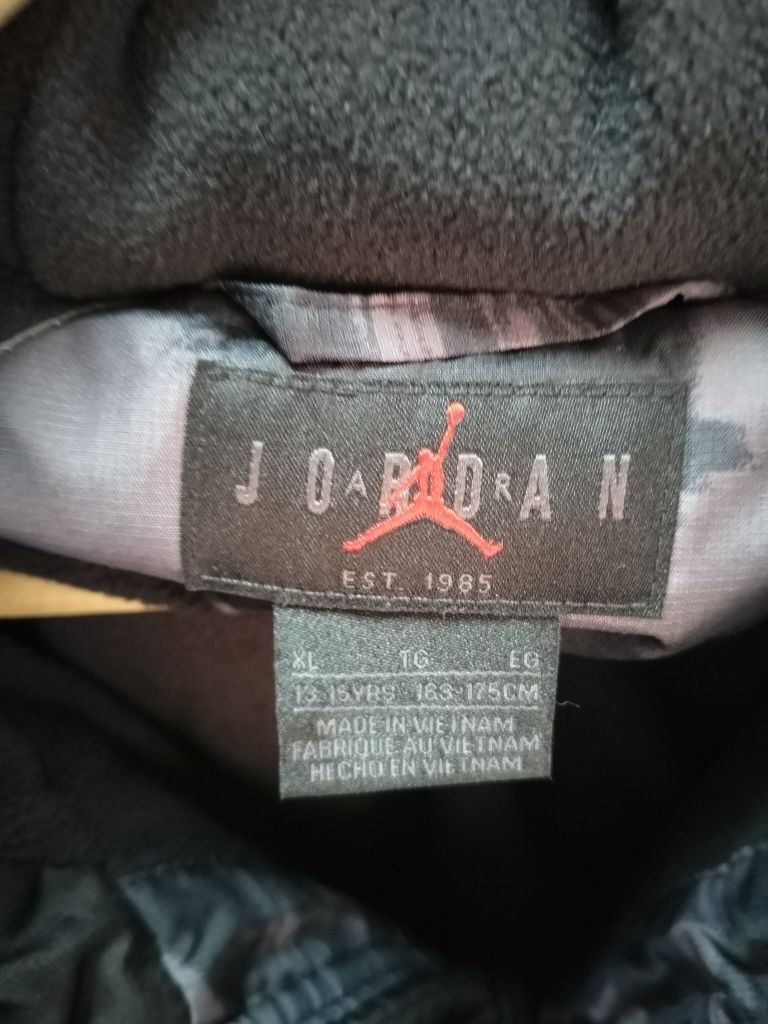 JORDAN
AIR
EST. 1985
XL TG EG
13-15YRS 163-175CM
MADE IN VIETNAM
FABRIQUE AU VIETNAM
HECHO EN VIETNAM